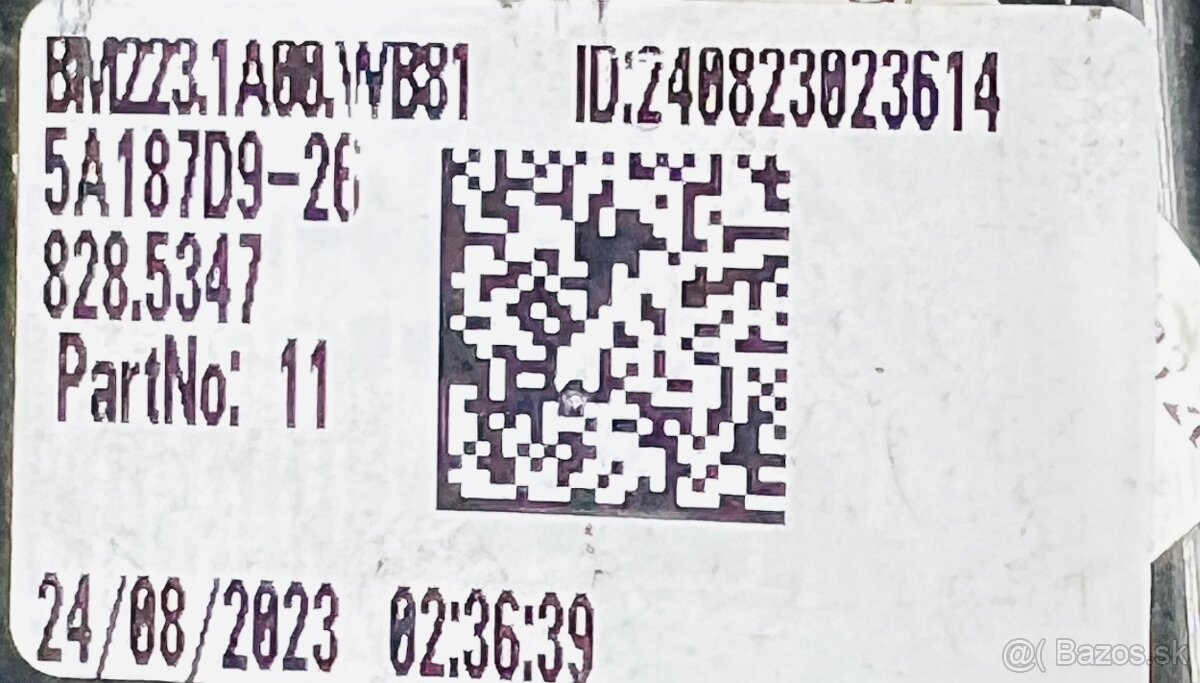 BM223.1A60.WB81 ID:240823023614
5A187D9-26
828.5347
PartNo: 11
24/08/2023 02:36:39
@( Bazos.sk